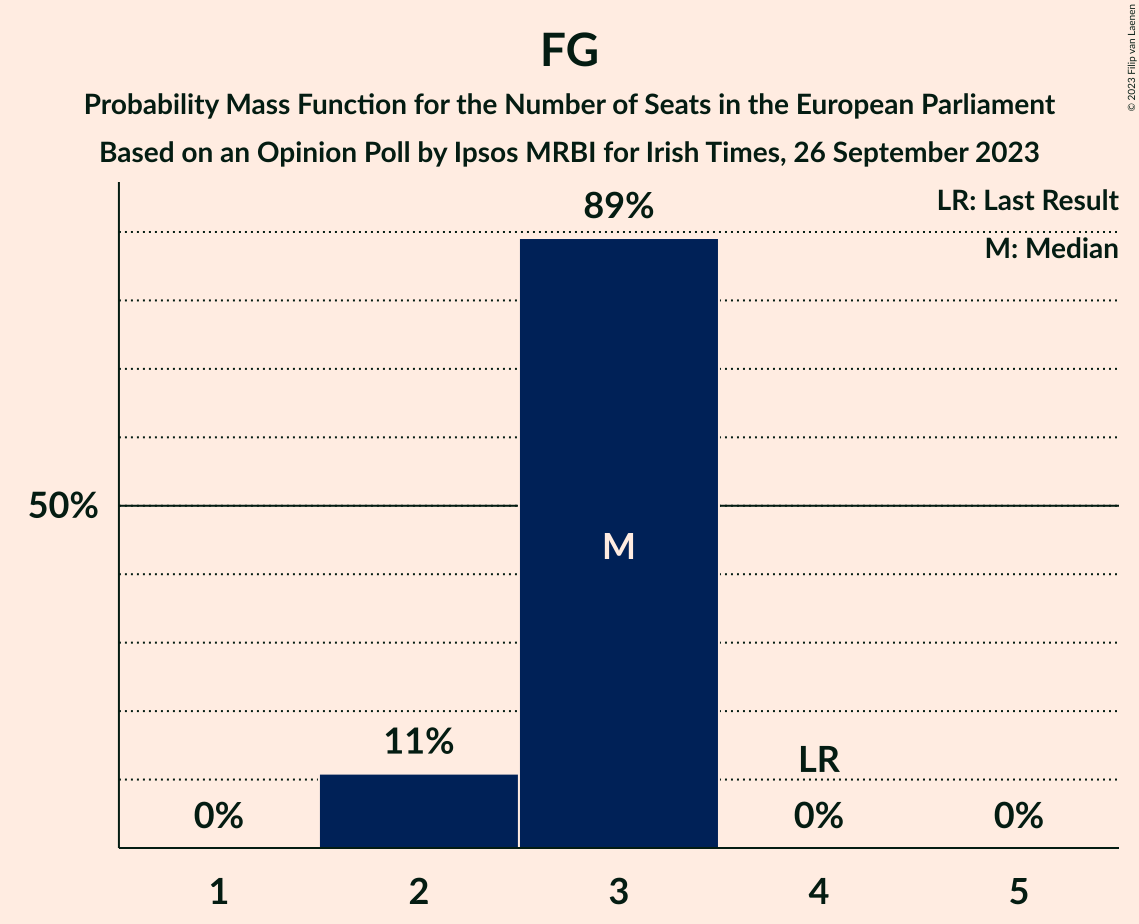 FG
Probability Mass Function for the Number of Seats in the European Parliament
Based on an Opinion Poll by Ipsos MRBI for Irish Times, 26 September 2023
© 2023 Filip van Laenen
LR: Last Result
M: Median
89%
50%
M
11%
LR
0%
0%
0%
1
2
3
4
5